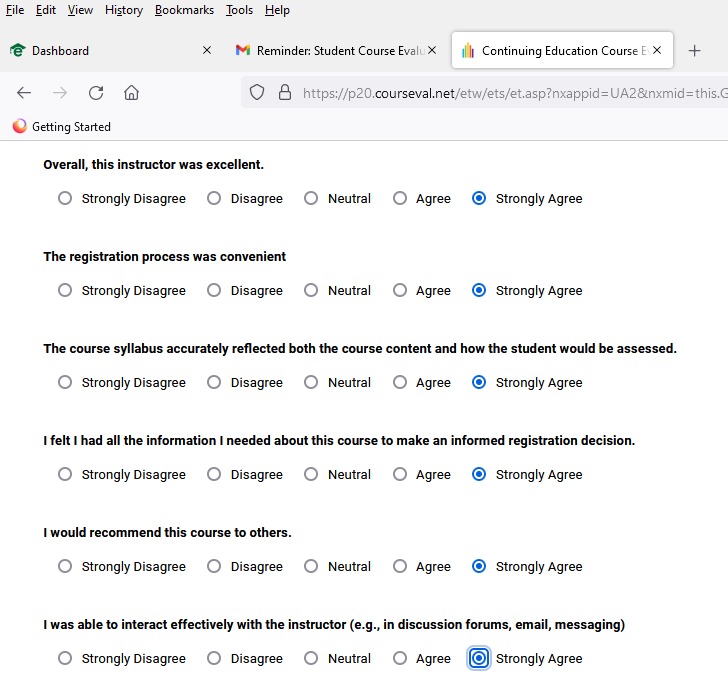 File Edit View History Bookmarks Tools Help
Dashboard
Reminder: Student Course Evalu
Continuing Education Course E
https://p20.courseval.net/etw/ets/et.asp?nxappid=UA2&nxmid=this.G
Getting Started
Overall, this instructor was excellent.
Strongly Disagree Disagree Neutral Agree Strongly Agree
The registration process was convenient
Strongly Disagree Disagree Neutral Agree Strongly Agree
The course syllabus accurately reflected both the course content and how the student would be assessed.
Strongly Disagree Disagree Neutral Agree Strongly Agree
I felt I had all the information I needed about this course to make an informed registration decision.
Strongly Disagree Disagree Neutral Agree Strongly Agree
I would recommend this course to others.
Strongly Disagree Disagree Neutral Agree Strongly Agree
I was able to interact effectively with the instructor (e.g., in discussion forums, email, messaging)
Strongly Disagree Disagree Neutral Agree Strongly Agree